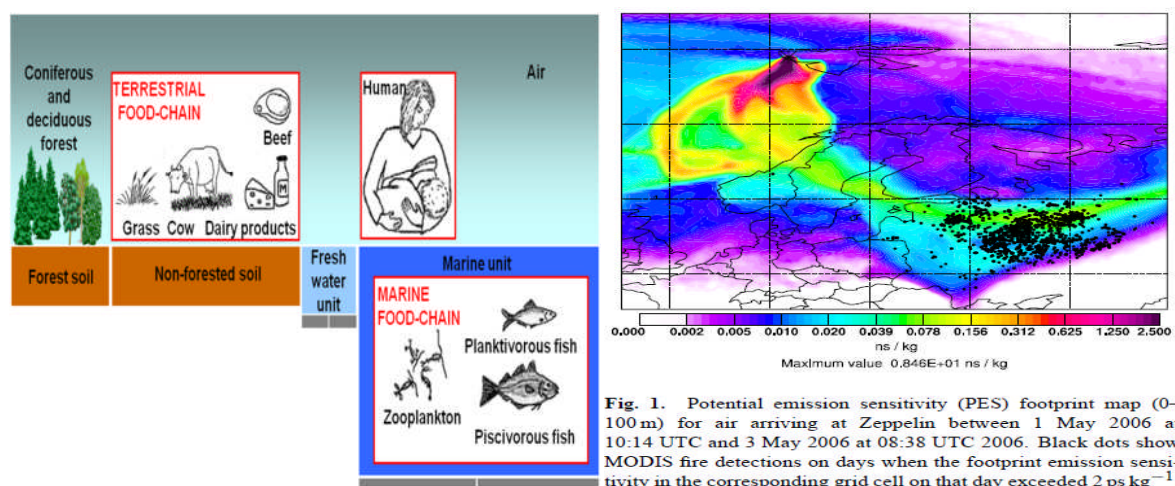 Coniferous
and
deciduous
forest
TERRESTRIAL
FOOD-CHAIN
Beef
M
Grass Cow Dairy products
Human
Air
Forest soil
Non-forested soil
Fresh
water
unit
Marine unit
MARINE
FOOD-CHAIN
Planktivorous fish
Zooplankton
Piscivorous fish
0.000 0.002 0.005 0.010 0.020 0.039 0.078 0.156 0.312 0.625 1.250 2.500
ns / kg
Maximum value 0.846E+01 ns / kg
Fig. 1. Potential emission sensitivity (PES) footprint map (0–
100 m) for air arriving at Zeppelin between 1 May 2006 at
10:14 UTC and 3 May 2006 at 08:38 UTC 2006. Black dots show
MODIS fire detections on days when the footprint emission sensi-
tivity in the corresponding grid cell on that day exceeded 2 ps kg−1